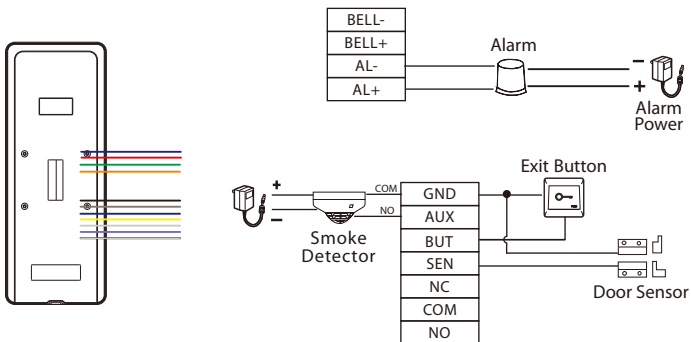 BELL-
BELL+
AL-
AL+
Alarm
−
+
Alarm
Power
+
−
COM
NO
Smoke
Detector
GND
AUX
BUT
SEN
NC
COM
NO
Exit Button
Door Sensor